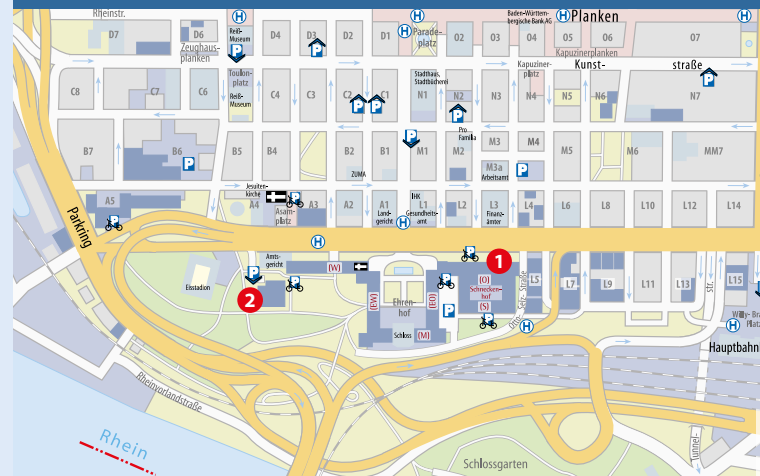 Rheinstr.
H
H
Baden-Württem-
bergische Bank AG
H
Planken
H
D7
D6
Reiß-
Museum
P
D4
D3
P
D2
D1
H
Parade-
platz
O2
O3
O4
O5
O6
O7
Zeughaus-
planken
Kapuzinerplanken
Toulon-
platz
Stadthaus,
Stadtbücherei
Kapuziner-
platz
Kunst-
straße
C8
C7
C6
Reiß-
Museum
C4
C3
C2
P
P
C1
N1
N2
P
N3
N4
N5
N6
N7
P
B7
B6
P
B5
B4
B2
B1
P
M1
Pro
Familia
M2
M3
M4
M5
M6
MM7
ZUMA
M3a
Arbeitsamt
P
A5
P
Jesuiten-
kirche
A4
Asam-
platz
P
A3
A2
A1
Land-
gericht
IHK
L1
Gesundheits-
amt
L2
L3
Finanz-
ämter
L4
L6
L8
L10
L12
L14
H
Parkring
H
Amts-
gericht
P
(W)
P
1
Eisstadion
P
2
P
(EW)
Ehren-
hof
(EO)
P
P
(O)
Schnecken-
hof
(S)
P
L5
L7
L9
L11
L13
L15
str.
Otto-Selz-Straße
H
H
Willy-Bra
Platz
Schloss
(M)
Hauptbahn
Rheinvorlandstraße
Rhein
Schlossgarten
Tunnel-